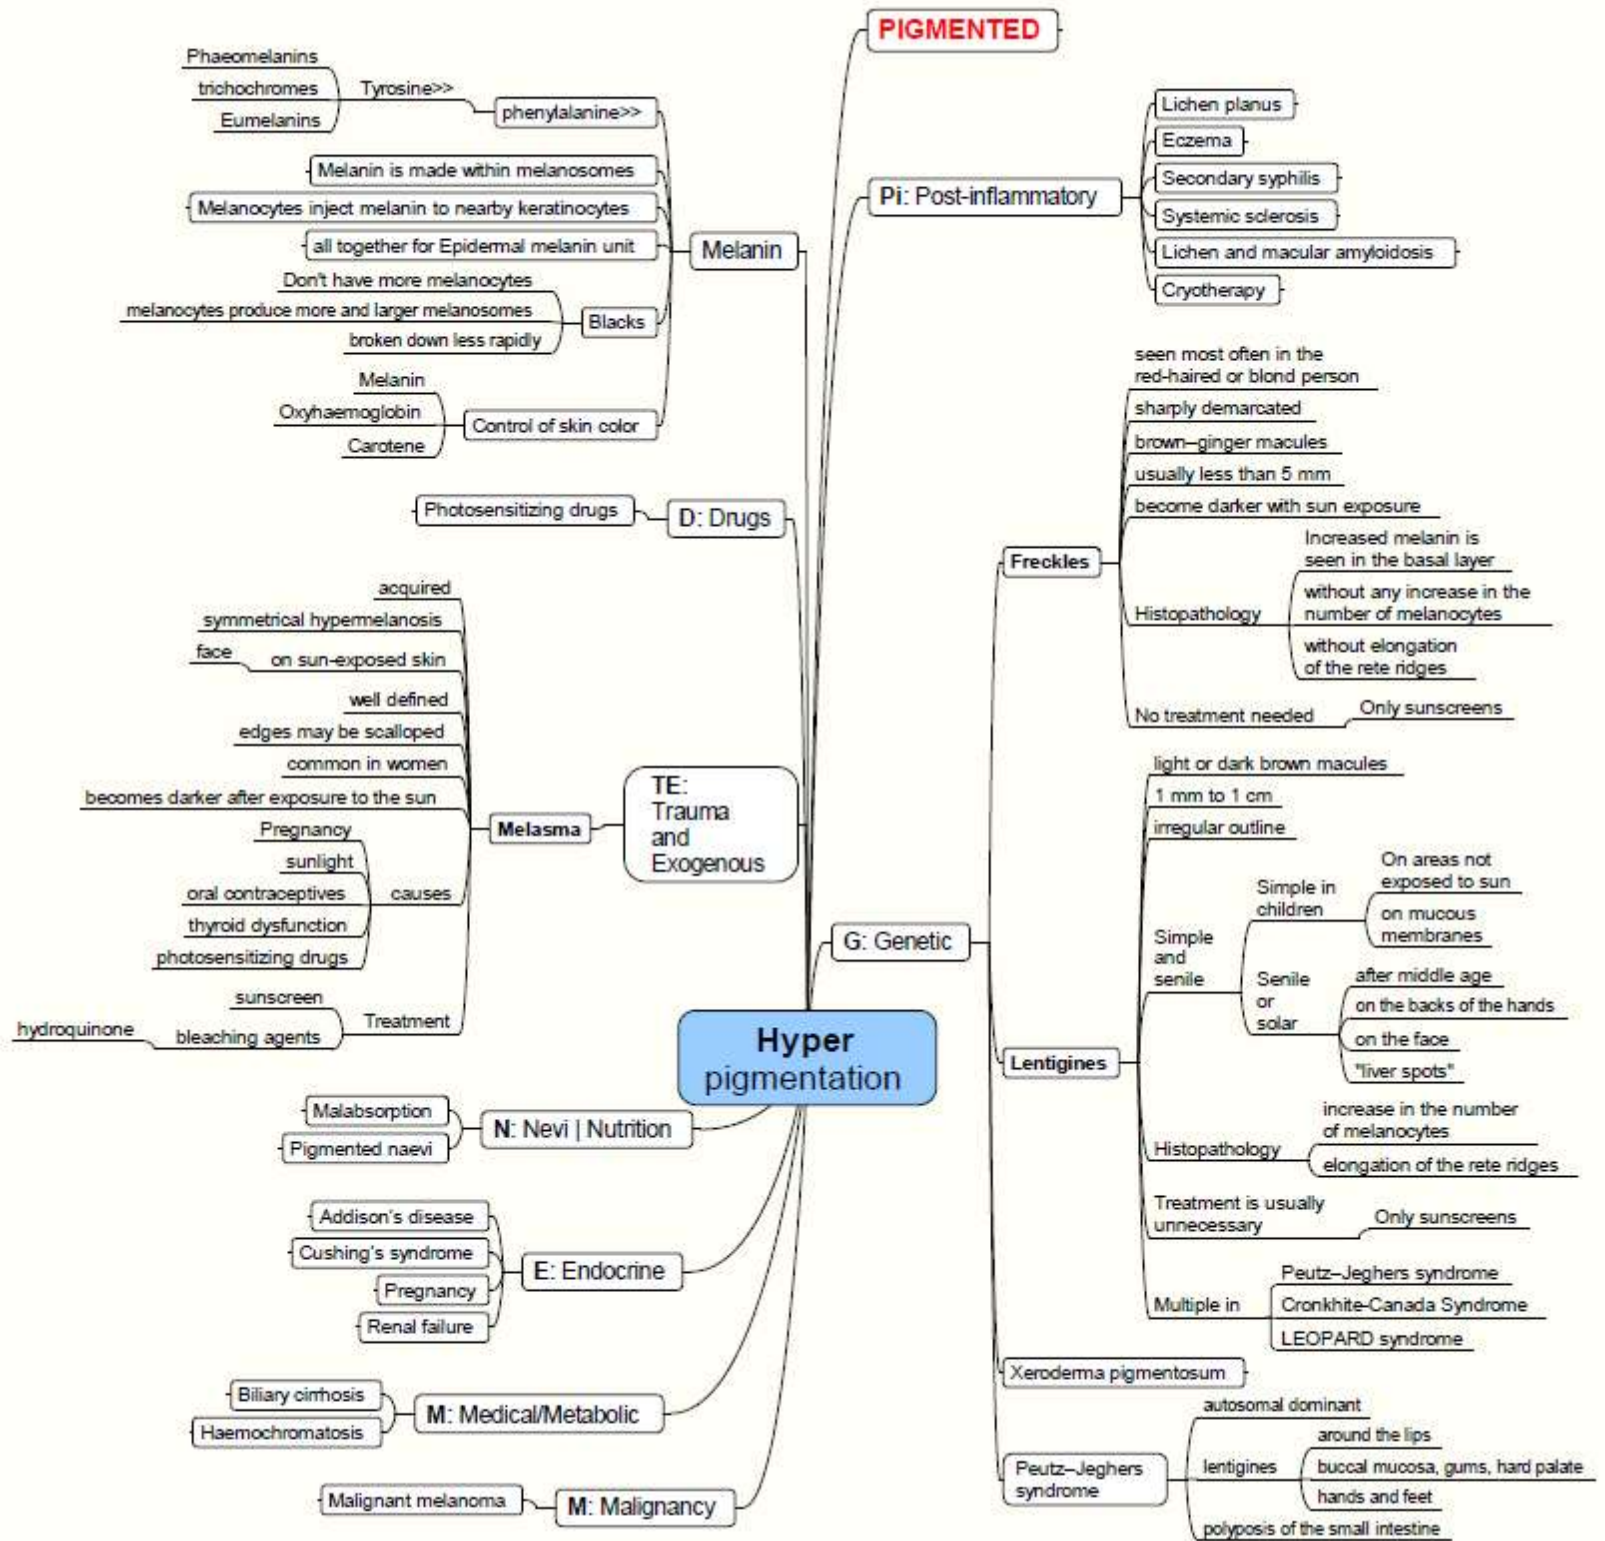 PIGMENTED
Pi: Post-inflammatory
Lichen planus
Eczema
Secondary syphilis
Systemic sclerosis
Lichen and macular amyloidosis
Cryotherapy
Phaeomelanins
trichochromes
Eumelanins
Tyrosine>>
phenylalanine>>
Melanin is made within melanosomes
Melanocytes inject melanin to nearby keratinocytes
all together for Epidermal melanin unit
Melanin
Don't have more melanocytes
melanocytes produce more and larger melanosomes
broken down less rapidly
Blacks
Melanin
Oxyhaemoglobin
Carotene
Control of skin color
Photosensitizing drugs
D: Drugs
acquired
symmetrical hypermelanosis
face
on sun-exposed skin
well defined
edges may be scalloped
common in women
becomes darker after exposure to the sun
Melasma
TE:
Trauma
and
Exogenous
Pregnancy
sunlight
oral contraceptives
thyroid dysfunction
photosensitizing drugs
causes
sunscreen
hydroquinone
bleaching agents
Treatment
Hyper
pigmentation
Malabsorption
Pigmented naevi
N: Nevi | Nutrition
Addison's disease
Cushing's syndrome
Pregnancy
Renal failure
E: Endocrine
Biliary cirrhosis
Haemochromatosis
M: Medical/Metabolic
Malignant melanoma
M: Malignancy
G: Genetic
Freckles
seen most often in the
red-haired or blond person
sharply demarcated
brown–ginger macules
usually less than 5 mm
become darker with sun exposure
Histopathology
Increased melanin is
seen in the basal layer
without any increase in the
number of melanocytes
without elongation
of the rete ridges
No treatment needed
Only sunscreens
Lentigines
light or dark brown macules
1 mm to 1 cm
irregular outline
Simple
and
senile
Simple in
children
On areas not
exposed to sun
on mucous
membranes
Senile
or
solar
after middle age
on the backs of the hands
on the face
"liver spots"
Histopathology
increase in the number
of melanocytes
elongation of the rete ridges
Treatment is usually
unnecessary
Only sunscreens
Multiple in
Peutz–Jeghers syndrome
Cronkhite-Canada Syndrome
LEOPARD syndrome
Xeroderma pigmentosum
Peutz–Jeghers
syndrome
autosomal dominant
lentigines
around the lips
buccal mucosa, gums, hard palate
hands and feet
polyposis of the small intestine